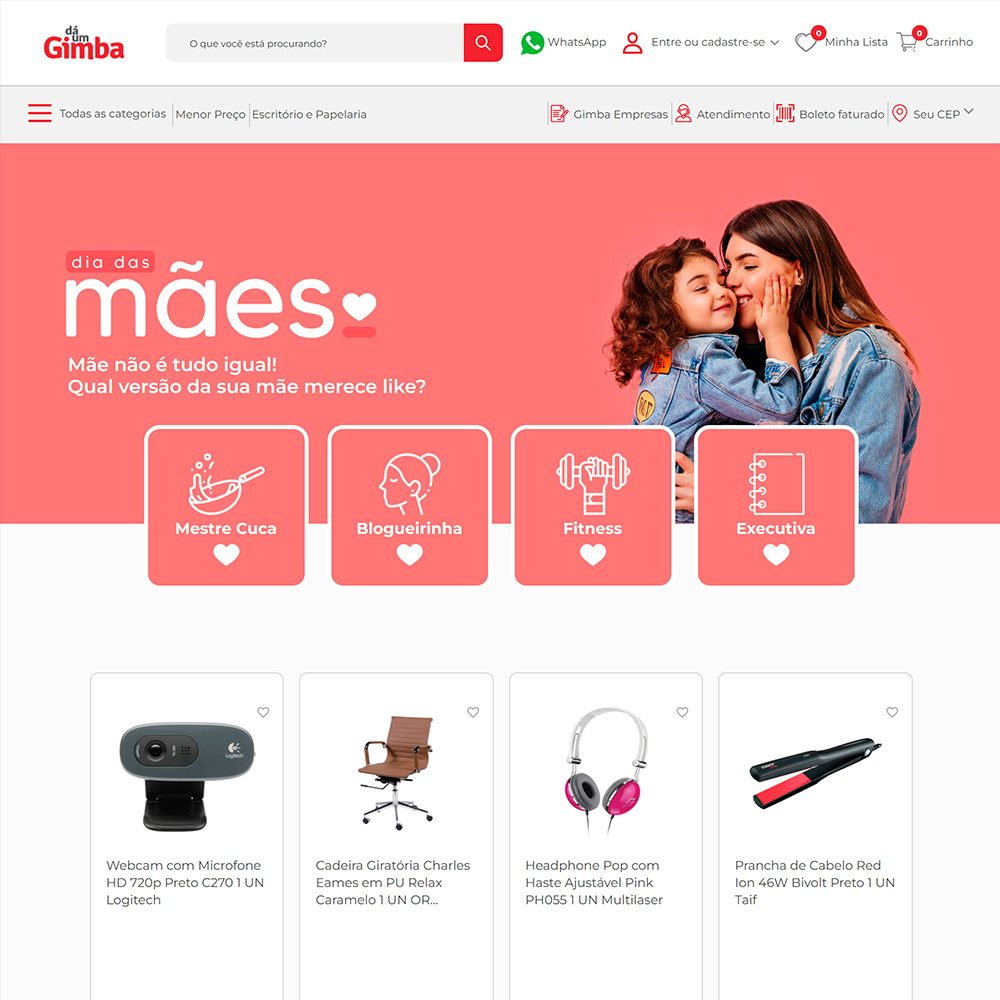 dá
um
Gimba
O que você está procurando?
WhatsApp
Entre ou cadastre-se
0
Minha Lista
0
Carrinho
Todas as categorias
Menor Preço
Escritório e Papelaria
Gimba Empresas
Atendimento
Boleto faturado
Seu CEP
dia das
mães
Mãe não é tudo igual!
Qual versão da sua mãe merece like?
Mestre Cuca
Blogueirinha
Fitness
Executiva
Logitech
Webcam com Microfone
HD 720p Preto C270 1 UN
Logitech
Cadeira Giratória Charles
Eames em PU Relax
Caramelo 1 UN OR...
Headphone Pop com
Haste Ajustável Pink
PH055 1 UN Multilaser
Prancha de Cabelo Red
Ion 46W Bivolt Preto 1 UN
Taif